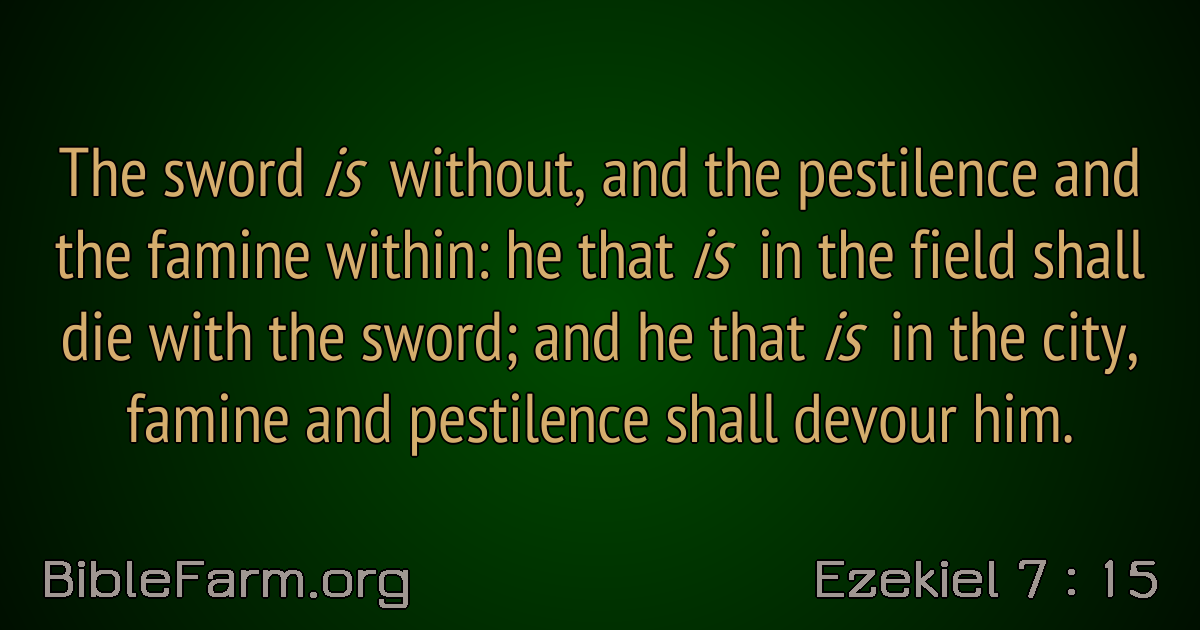 The sword is without, and the pestilence and
the famine within: he that is in the field shall
die with the sword; and he that is in the city,
famine and pestilence shall devour him.
BibleFarm.org
Ezekiel 7 : 15